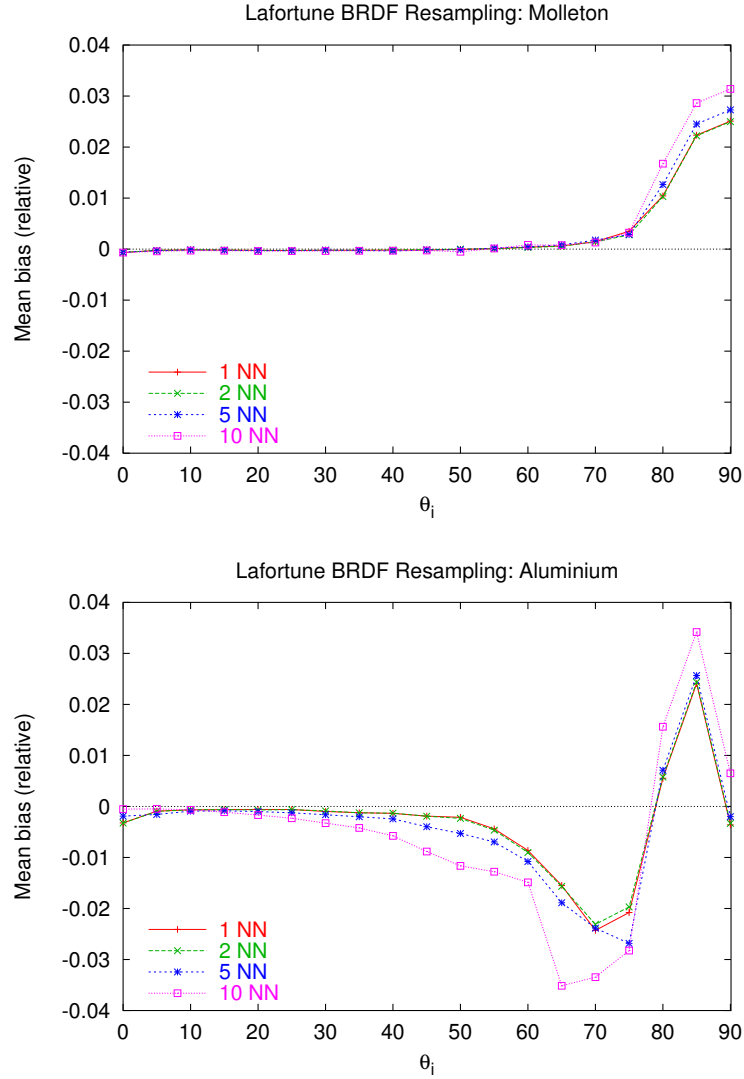 Lafortune BRDF Resampling: Molleton
0.04
0.03
0.02
0.01
0
-0.01
-0.02
-0.03
-0.04
Mean bias (relative)
1 NN
2 NN
5 NN
10 NN
0 10 20 30 40 50 60 70 80 90
θi
Lafortune BRDF Resampling: Aluminium
0.04
0.03
0.02
0.01
0
-0.01
-0.02
-0.03
-0.04
Mean bias (relative)
1 NN
2 NN
5 NN
10 NN
0 10 20 30 40 50 60 70 80 90
θi